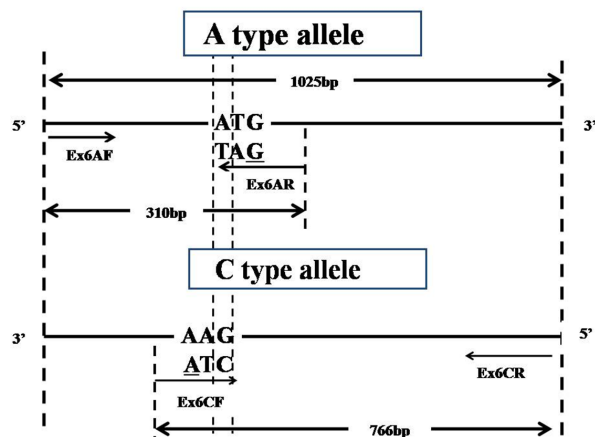 A type allele
1025bp
5’ ATG 3’
Ex6AF TAG
Ex6AR
310bp
C type allele
3’ AAG 5’
ATC Ex6CR
Ex6CF
766bp